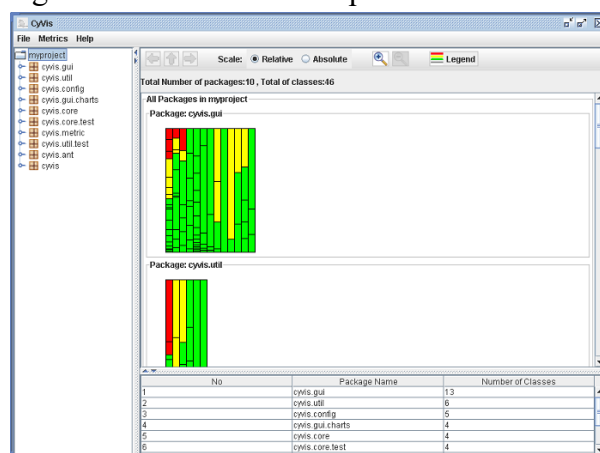 CyVis
File Metrics Help
myproject
cyvis.gui
cyvis.util
cyvis.config
cyvis.gui.charts
cyvis.core
cyvis.core.test
cyvis.metric
cyvis.util.test
cyvis.ant
cyvis
Scale: Relative Absolute Legend
Total Number of packages:10 , Total of classes:46
All Packages in myproject
Package: cyvis.gui
Package: cyvis.util
No Package Name Number of Classes
1 cyvis.gui 13
2 cyvis.util 6
3 cyvis.config 5
4 cyvis.gui.charts 4
5 cyvis.core 4
6 cyvis.core.test 4